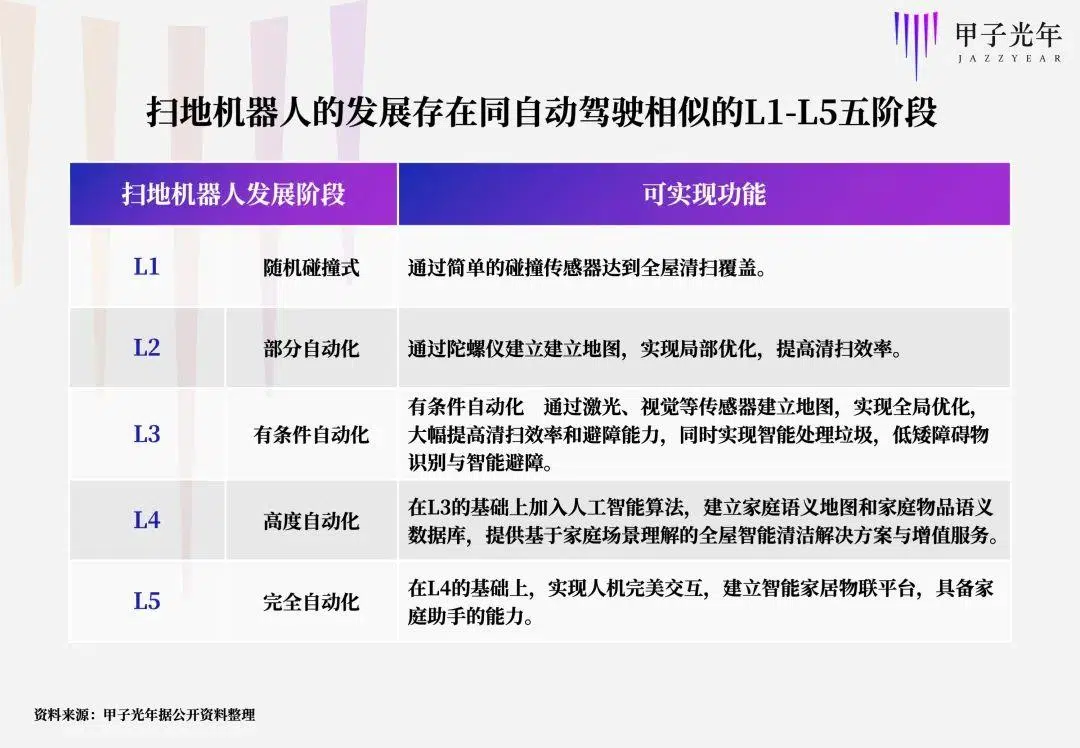 甲子光年
JAZZYEAR
扫地机器人的发展存在同自动驾驶相似的L1-L5五阶段
扫地机器人发展阶段 可实现功能
L1 随机碰撞式 通过简单的碰撞传感器达到全屋清扫覆盖。
L2 部分自动化 通过陀螺仪建立建立地图，实现局部优化，提高清扫效率。
L3 有条件自动化 有条件自动化 通过激光、视觉等传感器建立地图，实现全局优化，
大幅提高清扫效率和避障能力，同时实现智能处理垃圾，低矮障碍物
识别与智能避障。
L4 高度自动化 在L3的基础上加入人工智能算法，建立家庭语义地图和家庭物品语义
数据库，提供基于家庭场景理解的全屋智能清洁解决方案与增值服务。
L5 完全自动化 在L4的基础上，实现人机完美交互，建立智能家居物联平台，具备家
庭助手的能力。
资料来源：甲子光年据公开资料整理